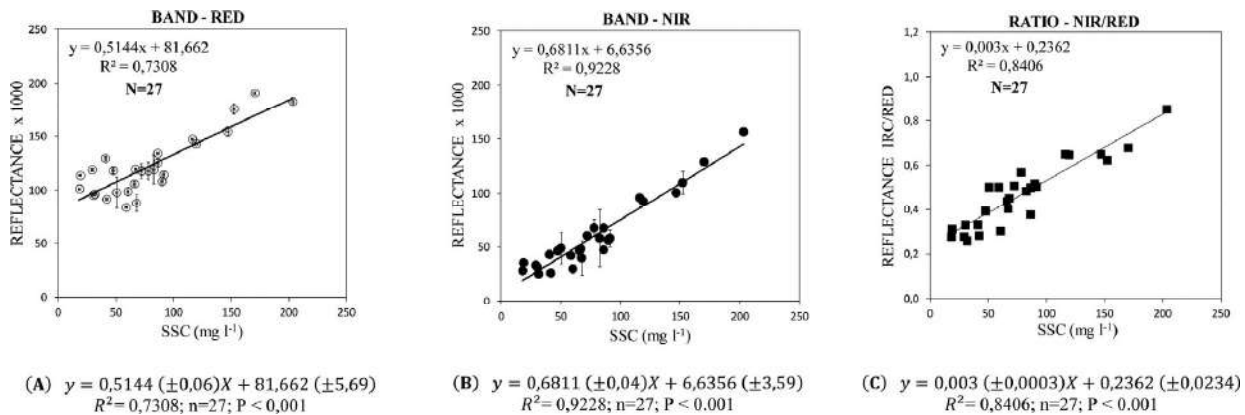 BAND - RED
y = 0,5144x + 81,662
R² = 0,7308
N=27
REFLECTANCE x 1000
250
200
150
100
50
0
0 50 100 150 200 250
SSC (mg l⁻¹)
(A) y = 0,5144 (±0,06)X + 81,662 (±5,69)
R² = 0,7308; n=27; P < 0,001
BAND - NIR
y = 0,6811x + 6,6356
R² = 0,9228
N=27
REFLECTANCE x 1000
250
200
150
100
50
0
0 50 100 150 200 250
SSC (mg l⁻¹)
(B) y = 0,6811 (±0,04)X + 6,6356 (±3,59)
R² = 0,9228; n=27; P < 0.001
RATIO - NIR/RED
y = 0,003x + 0,2362
R² = 0,8406
N=27
REFLECTANCE IRC/RED
1,2
1,0
0,8
0,6
0,4
0,2
0,0
0 50 100 150 200 250
SSC (mg l⁻¹)
(C) y = 0,003 (±0,0003)X + 0,2362 (±0,0234)
R² = 0,8406; n=27; P < 0.001